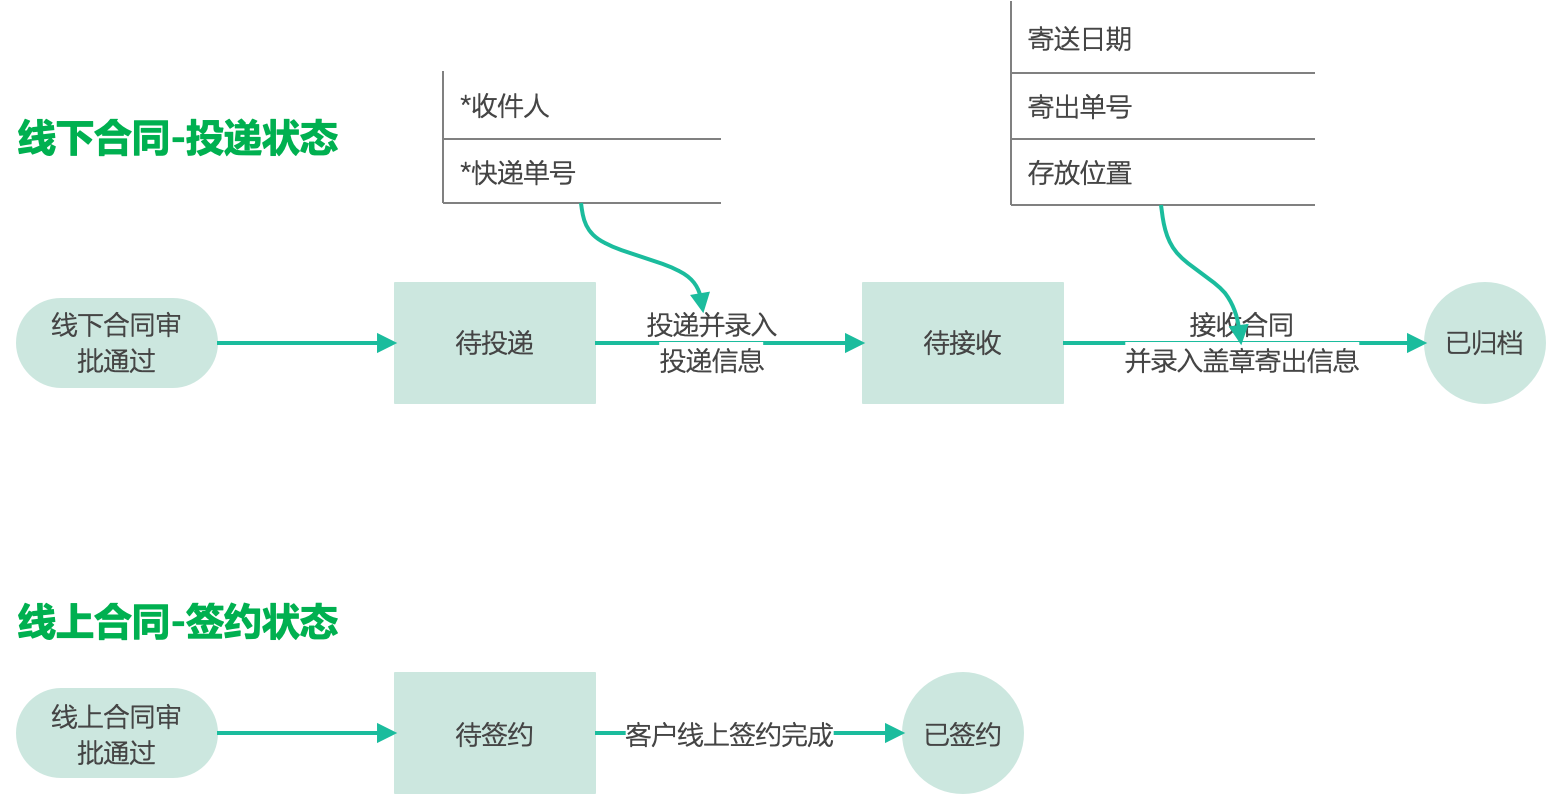 寄送日期
*收件人
寄出单号
线下合同-投递状态
*快递单号
存放位置
线下合同审
批通过
待投递
投递并录入
投递信息
待接收
接收合同
并录入盖章寄出信息
已归档
线上合同-签约状态
线上合同审
批通过
待签约
客户线上签约完成
已签约